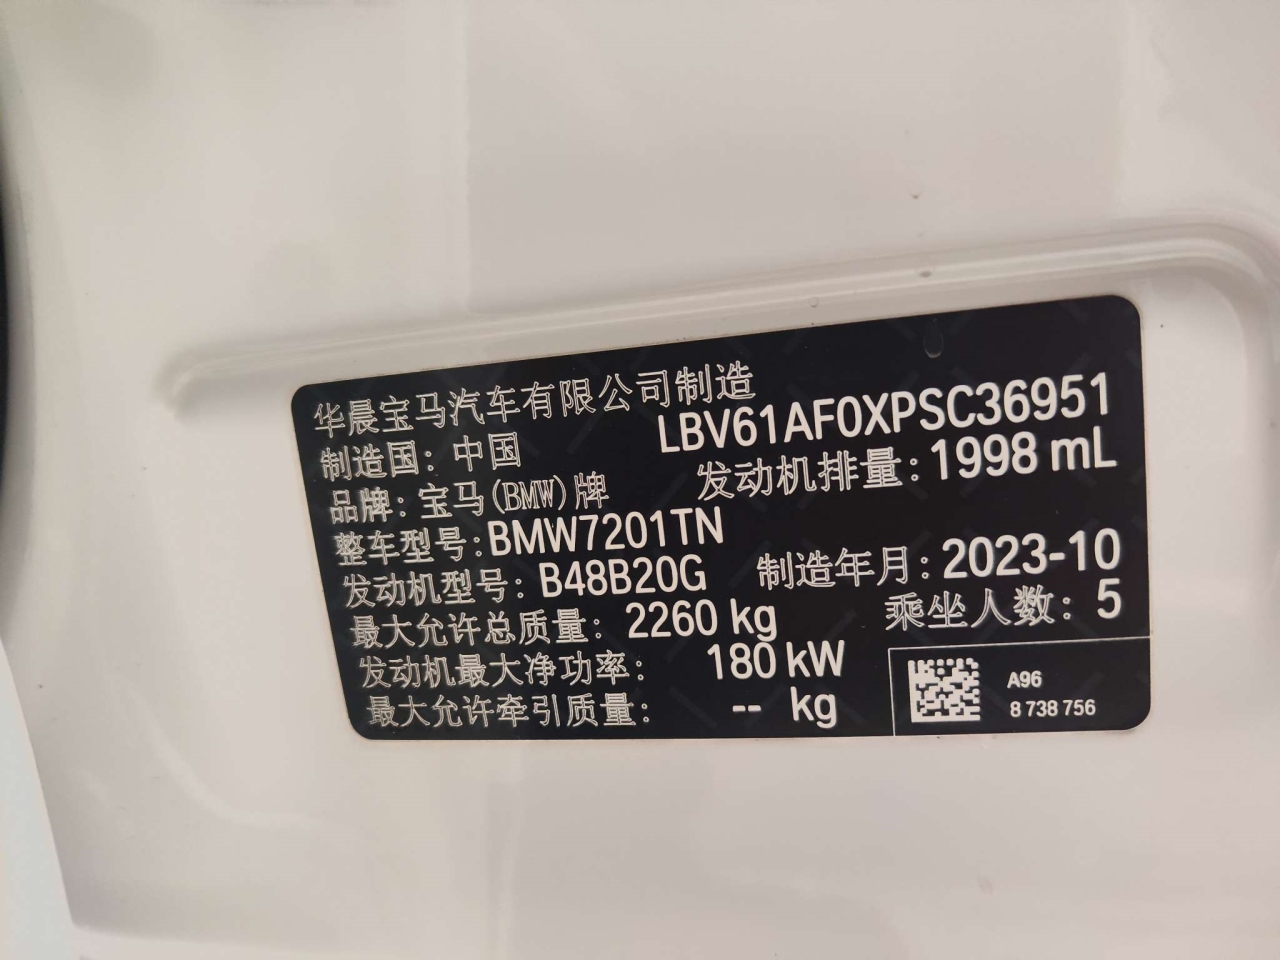 华晨宝马汽车有限公司制造
LBV61AF0XPSC36951
制造国：中国
发动机排量：1998 mL
品牌：宝马(BMW)牌
整车型号：BMW7201TN
制造年月：2023-10
发动机型号：B48B20G
乘坐人数：5
最大允许总质量：2260 kg
发动机最大净功率：180 kW
最大允许牵引质量：-- kg
A96
8 738 756